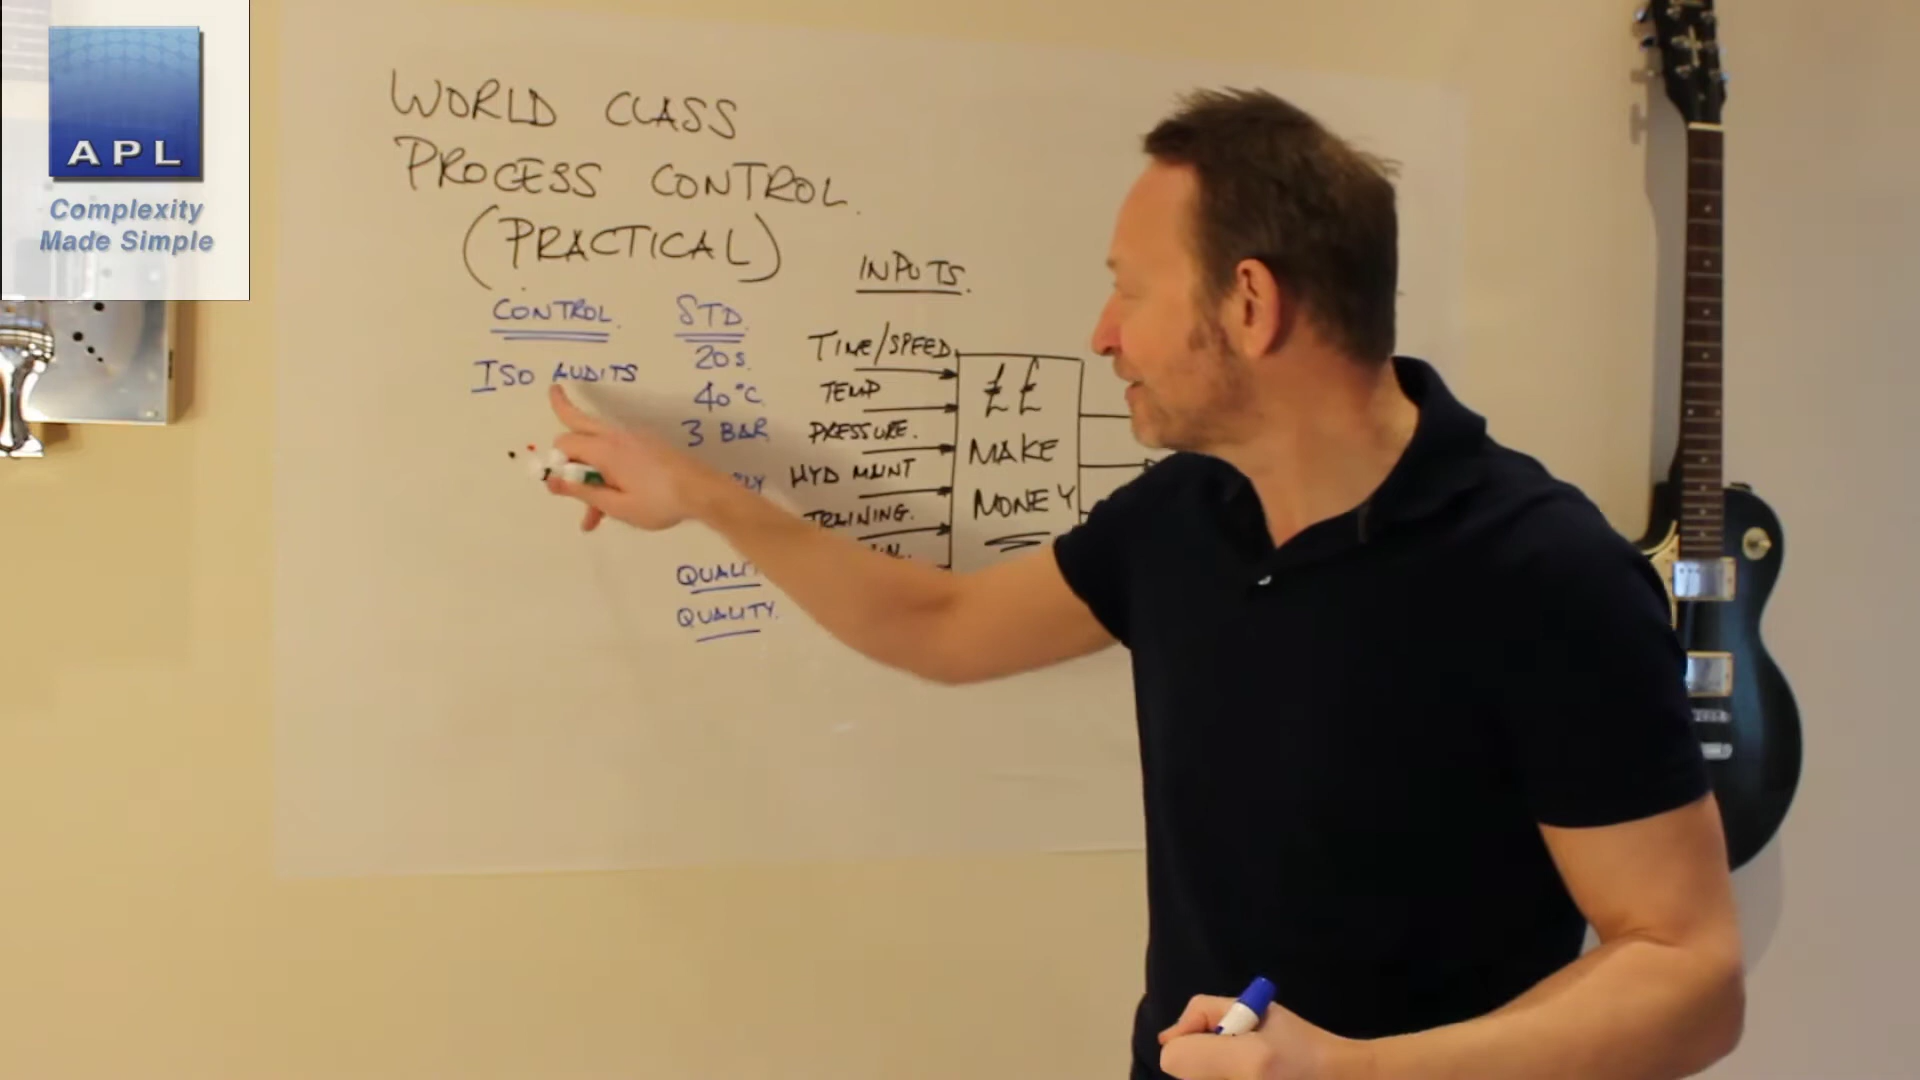 APL
Complexity
Made Simple
WORLD CLASS
PROCESS CONTROL.
(PRACTICAL)
CONTROL.
ISO AUDITS
STD.
20s.
40°C.
3 BAR
QUALITY.
INPUTS.
TIME/SPEED
TEMP
PRESSURE.
HYD MAINT
TRAINING.
££
MAKE
MONEY